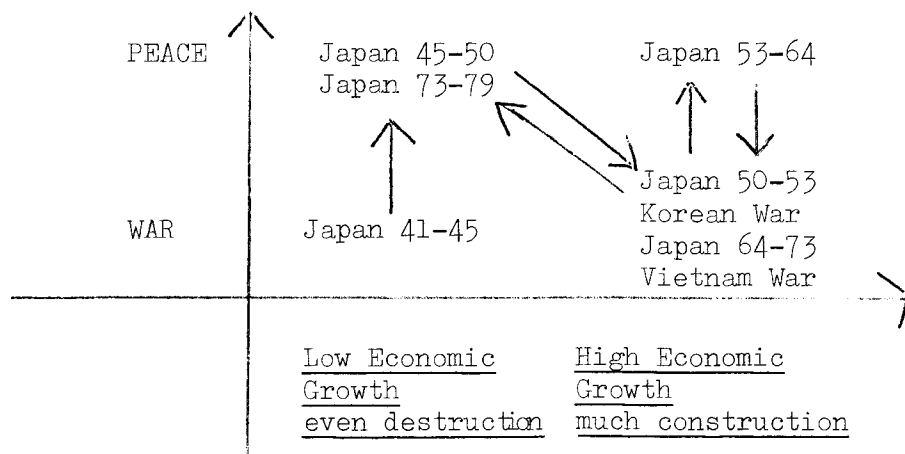 PEACE
Japan 45-50
Japan 73-79
Japan 53-64
WAR
Japan 41-45
Japan 50-53
Korean War
Japan 64-73
Vietnam War
Low Economic
Growth
even destruction
High Economic
Growth
much construction